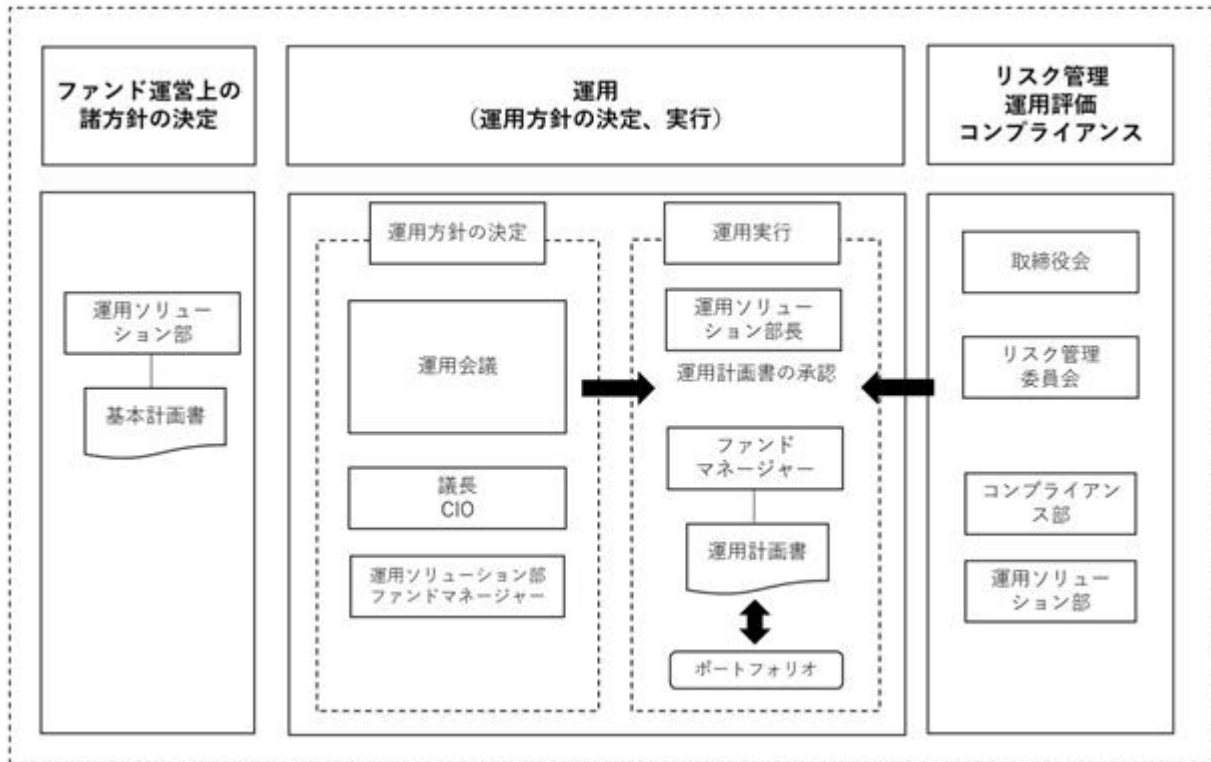 ファンド運営上の
諸方針の決定
運用
（運用方針の決定、実行）
リスク管理
運用評価
コンプライアンス
運用ソリュー
ション部
基本計画書
運用方針の決定
運用会議
議長
CIO
運用ソリューション部
ファンドマネージャー
運用実行
運用ソリュー
ション部長
運用計画書の承認
ファンド
マネージャー
運用計画書
ポートフォリオ
取締役会
リスク管理
委員会
コンプライアン
ス部
運用ソリュー
ション部